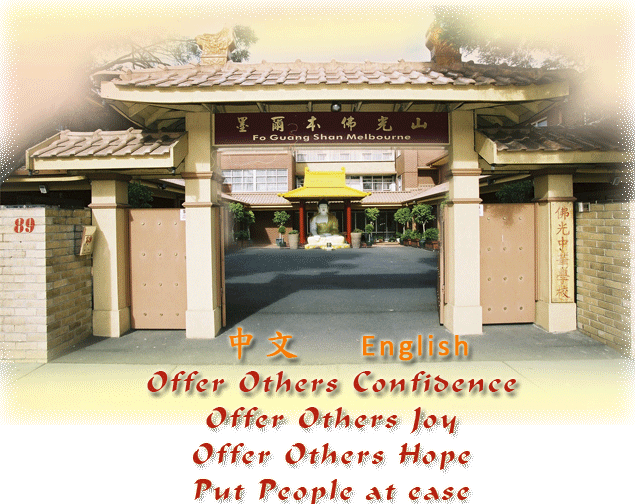 墨爾本佛光山
Fo Guang Shan Melbourne
89
佛光中華學校
中文 English
Offer Others Confidence
Offer Others Joy
Offer Others Hope
Put People at ease